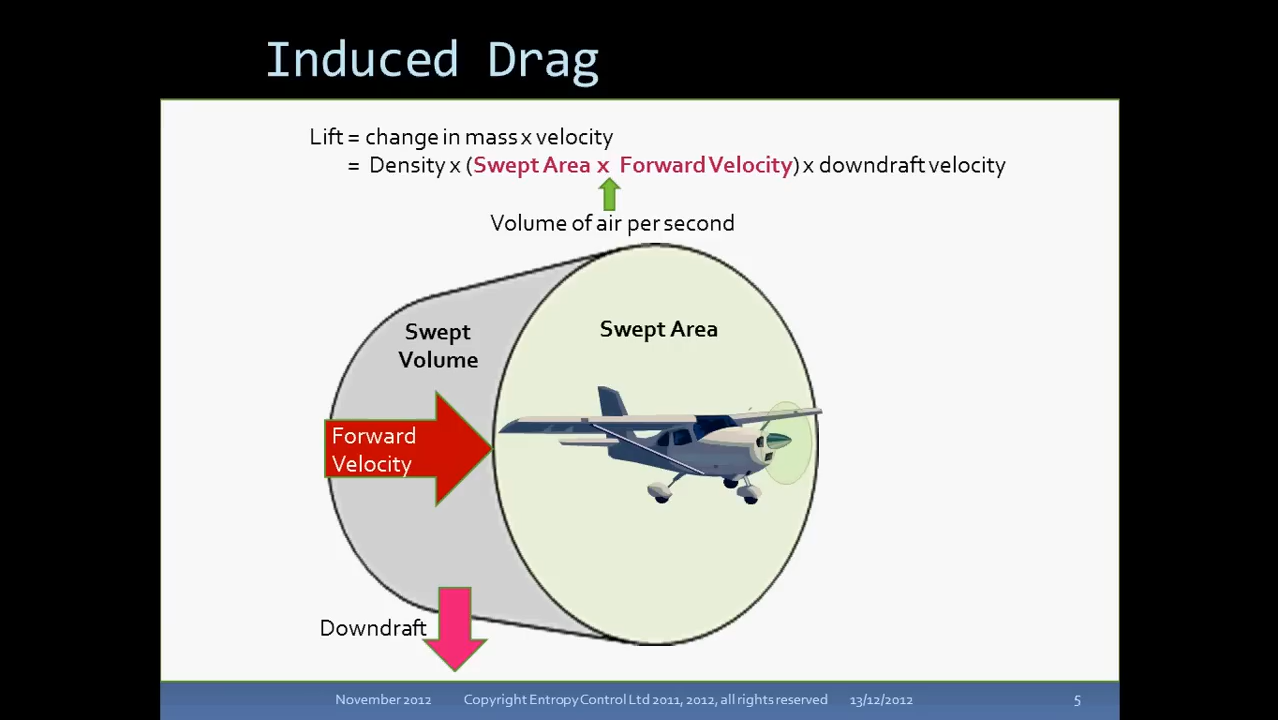 Induced Drag
Lift = change in mass x velocity
= Density x (Swept Area x Forward Velocity) x downdraft velocity
Volume of air per second
Swept Area
Swept
Volume
Forward
Velocity
Downdraft
November 2012 Copyright Entropy Control Ltd 2011, 2012, all rights reserved 13/12/2012 5